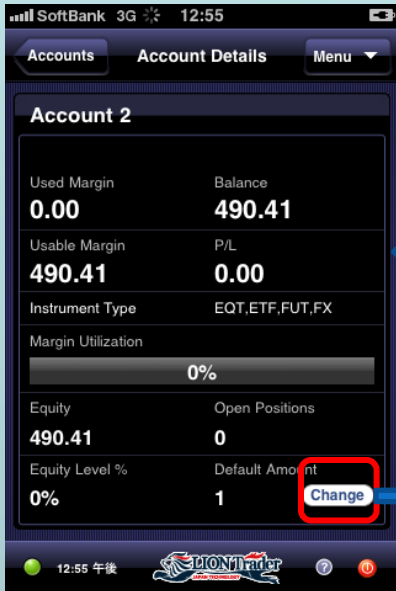 SoftBank 3G 12:55
Accounts Account Details Menu
Account 2
Used Margin Balance
0.00 490.41
Usable Margin P/L
490.41 0.00
Instrument Type EQT,ETF,FUT,FX
Margin Utilization
0%
Equity Open Positions
490.41 0
Equity Level % Default Amount
0% 1 Change
12:55 午後 LION Trader ?
JAPAN TECHNOLOGY